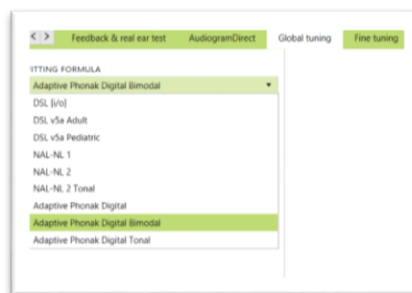 < > Feedback & real ear test AudiogramDirect Global tuning Fine tuning
ITTING FORMULA
Adaptive Phonak Digital Bimodal
DSL [i/o]
DSL v5a Adult
DSL v5a Pediatric
NAL-NL 1
NAL-NL 2
NAL-NL 2 Tonal
Adaptive Phonak Digital
Adaptive Phonak Digital Bimodal
Adaptive Phonak Digital Tonal